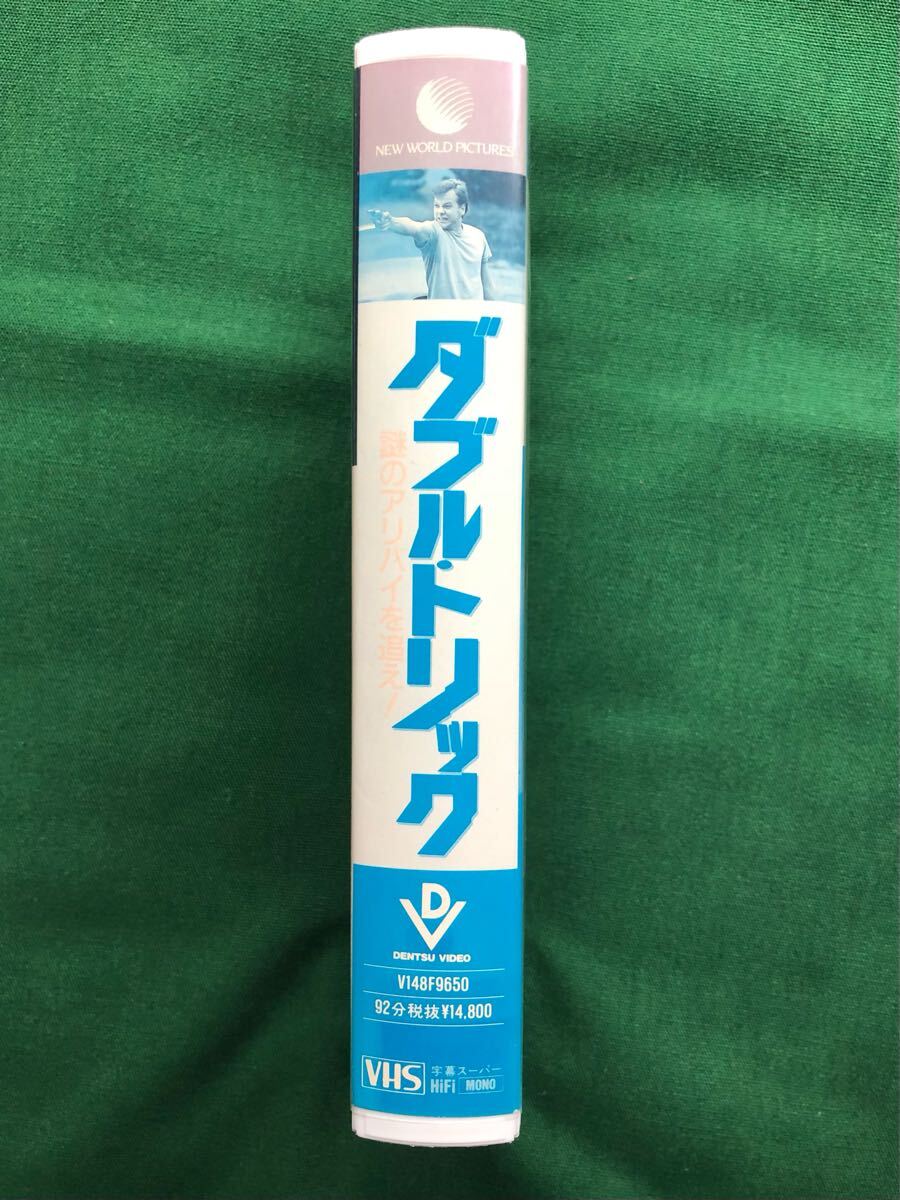 NEW WORLD PICTURES
ダブル・トリック
謎のアリバイを追え!
DV
DENTSU VIDEO
V148F9650
92分税抜¥14,800
VHS
字幕スーパー
HiFi MONO